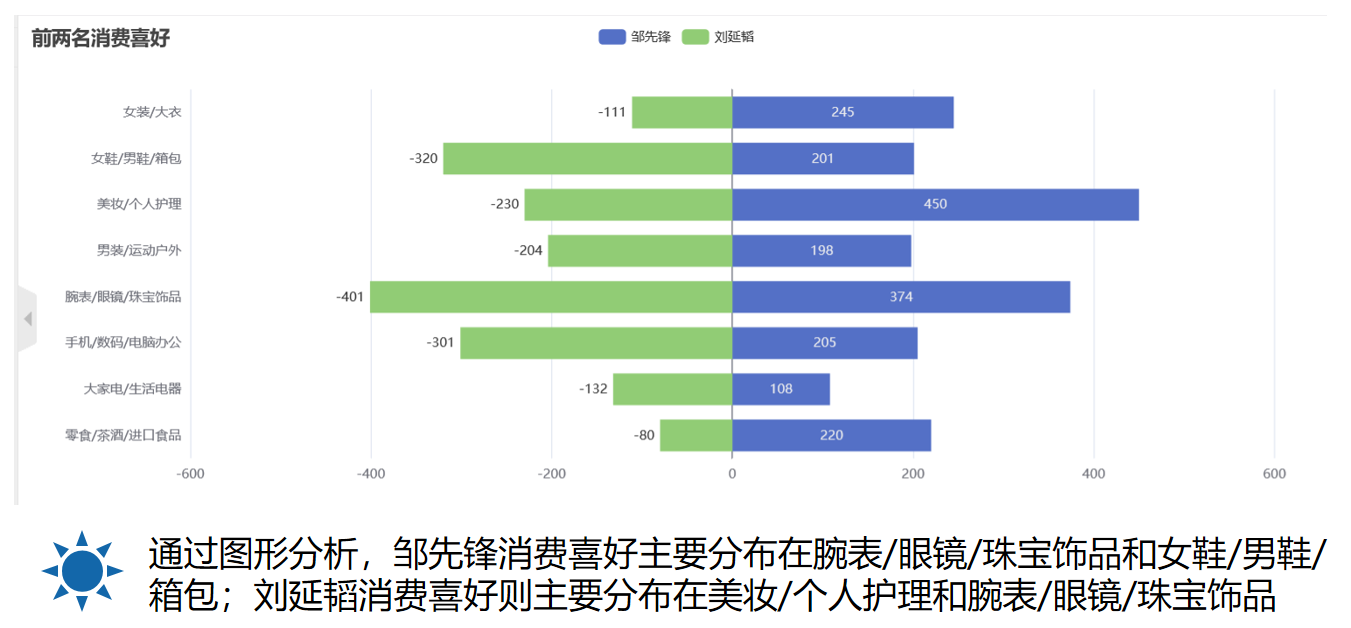 前两名消费喜好
邹先锋 刘延韬
女装/大衣 -111 245
女鞋/男鞋/箱包 -320 201
美妆/个人护理 -230 450
男装/运动户外 -204 198
腕表/眼镜/珠宝饰品 -401 374
手机/数码/电脑办公 -301 205
大家电/生活电器 -132 108
零食/茶酒/进口食品 -80 220
-600 -400 -200 0 200 400 600
通过图形分析，邹先锋消费喜好主要分布在腕表/眼镜/珠宝饰品和女鞋/男鞋/
箱包；刘延韬消费喜好则主要分布在美妆/个人护理和腕表/眼镜/珠宝饰品